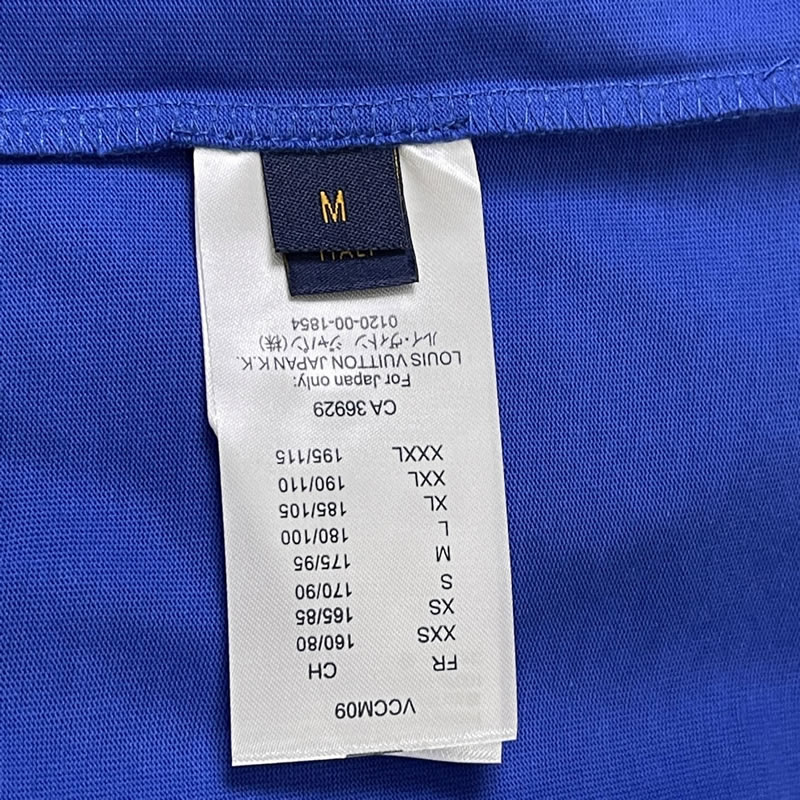 M
ITALY
VCCM09
FR CH
XXS 160/80
XS 165/85
S 170/90
M 175/95
L 180/100
XL 185/105
XXL 190/110
XXXL 195/115
CA 36929
For Japan only:
LOUIS VUITTON JAPAN K.K.
ルイ・ヴィトン ジャパン(株)
0120-00-1854